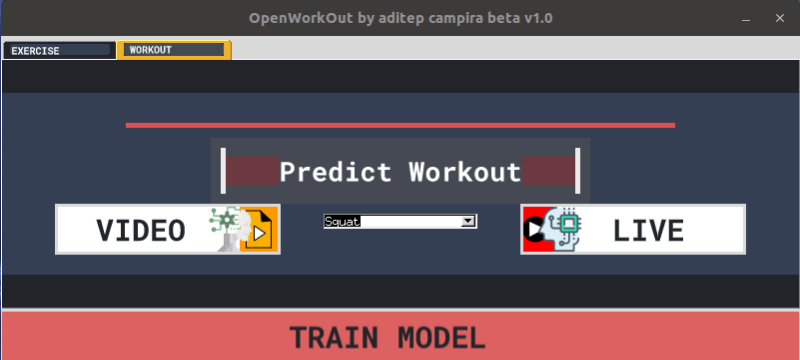 OpenWorkOut by aditep campira beta v1.0
EXERCISE
WORKOUT
Predict Workout
VIDEO
Squat
LIVE
TRAIN MODEL